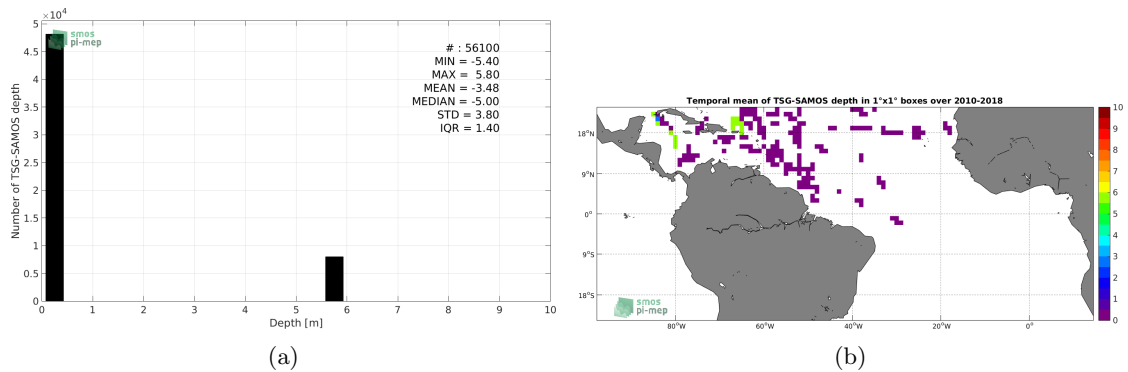 ×10⁴
5
4.5
4
3.5
3
2.5
2
1.5
1
0.5
0
Number of TSG-SAMOS depth
smos
pi-mep
# : 56100
MIN = -5.40
MAX = 5.80
MEAN = -3.48
MEDIAN = -5.00
STD = 3.80
IQR = 1.40
0 1 2 3 4 5 6 7 8 9 10
Depth [m]
(a)
Temporal mean of TSG-SAMOS depth in 1°x1° boxes over 2010-2018
18°N
9°N
0°
9°S
18°S
80°W 60°W 40°W 20°W 0°
smos
pi-mep
10
9
8
7
6
5
4
3
2
1
0
(b)